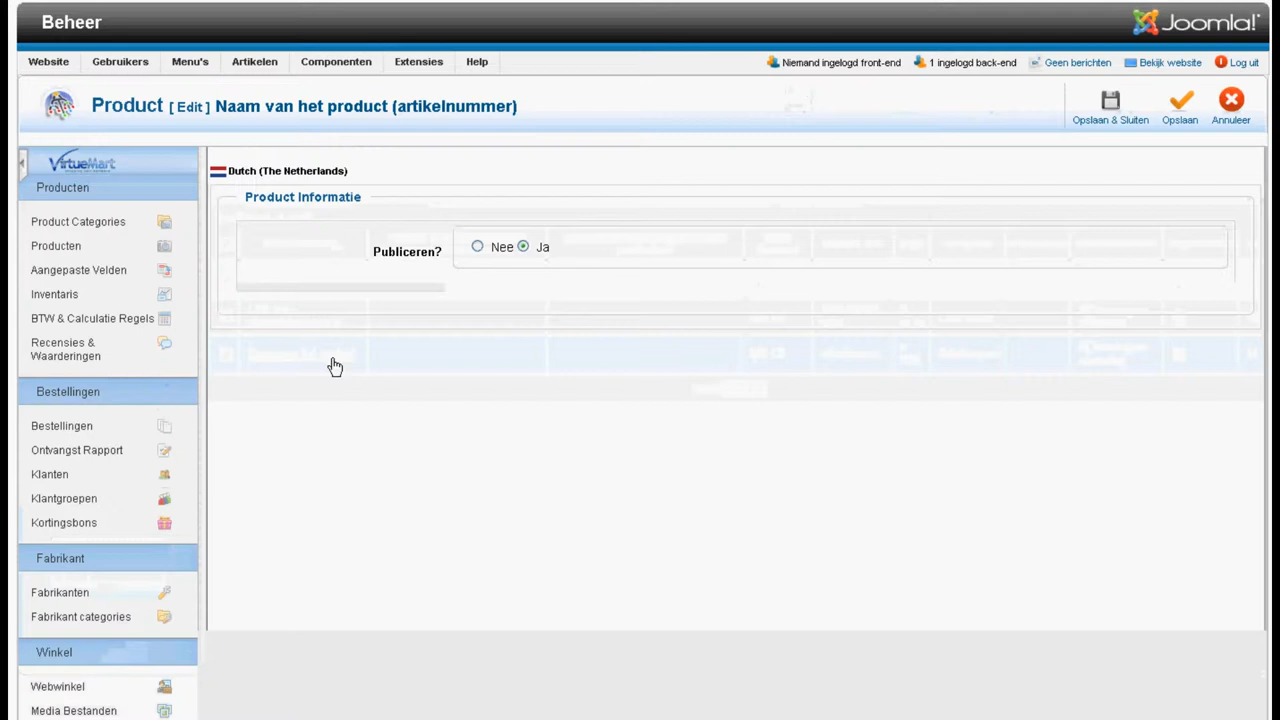 Beheer
Joomla!
Website Gebruikers Menu's Artikelen Componenten Extensies Help Niemand ingelogd front-end 1 ingelogd back-end Geen berichten Bekijk website Log uit
Product [ Edit ] Naam van het product (artikelnummer)
Opslaan & Sluiten Opslaan Annuleer
VirtueMart
Producten
Product Categories
Producten
Aangepaste Velden
Inventaris
BTW & Calculatie Regels
Recensies &
Waarderingen
Bestellingen
Bestellingen
Ontvangst Rapport
Klanten
Klantgroepen
Kortingsbons
Fabrikant
Fabrikanten
Fabrikant categories
Winkel
Webwinkel
Media Bestanden
Dutch (The Netherlands)
Product Informatie
Publiceren? Nee Ja